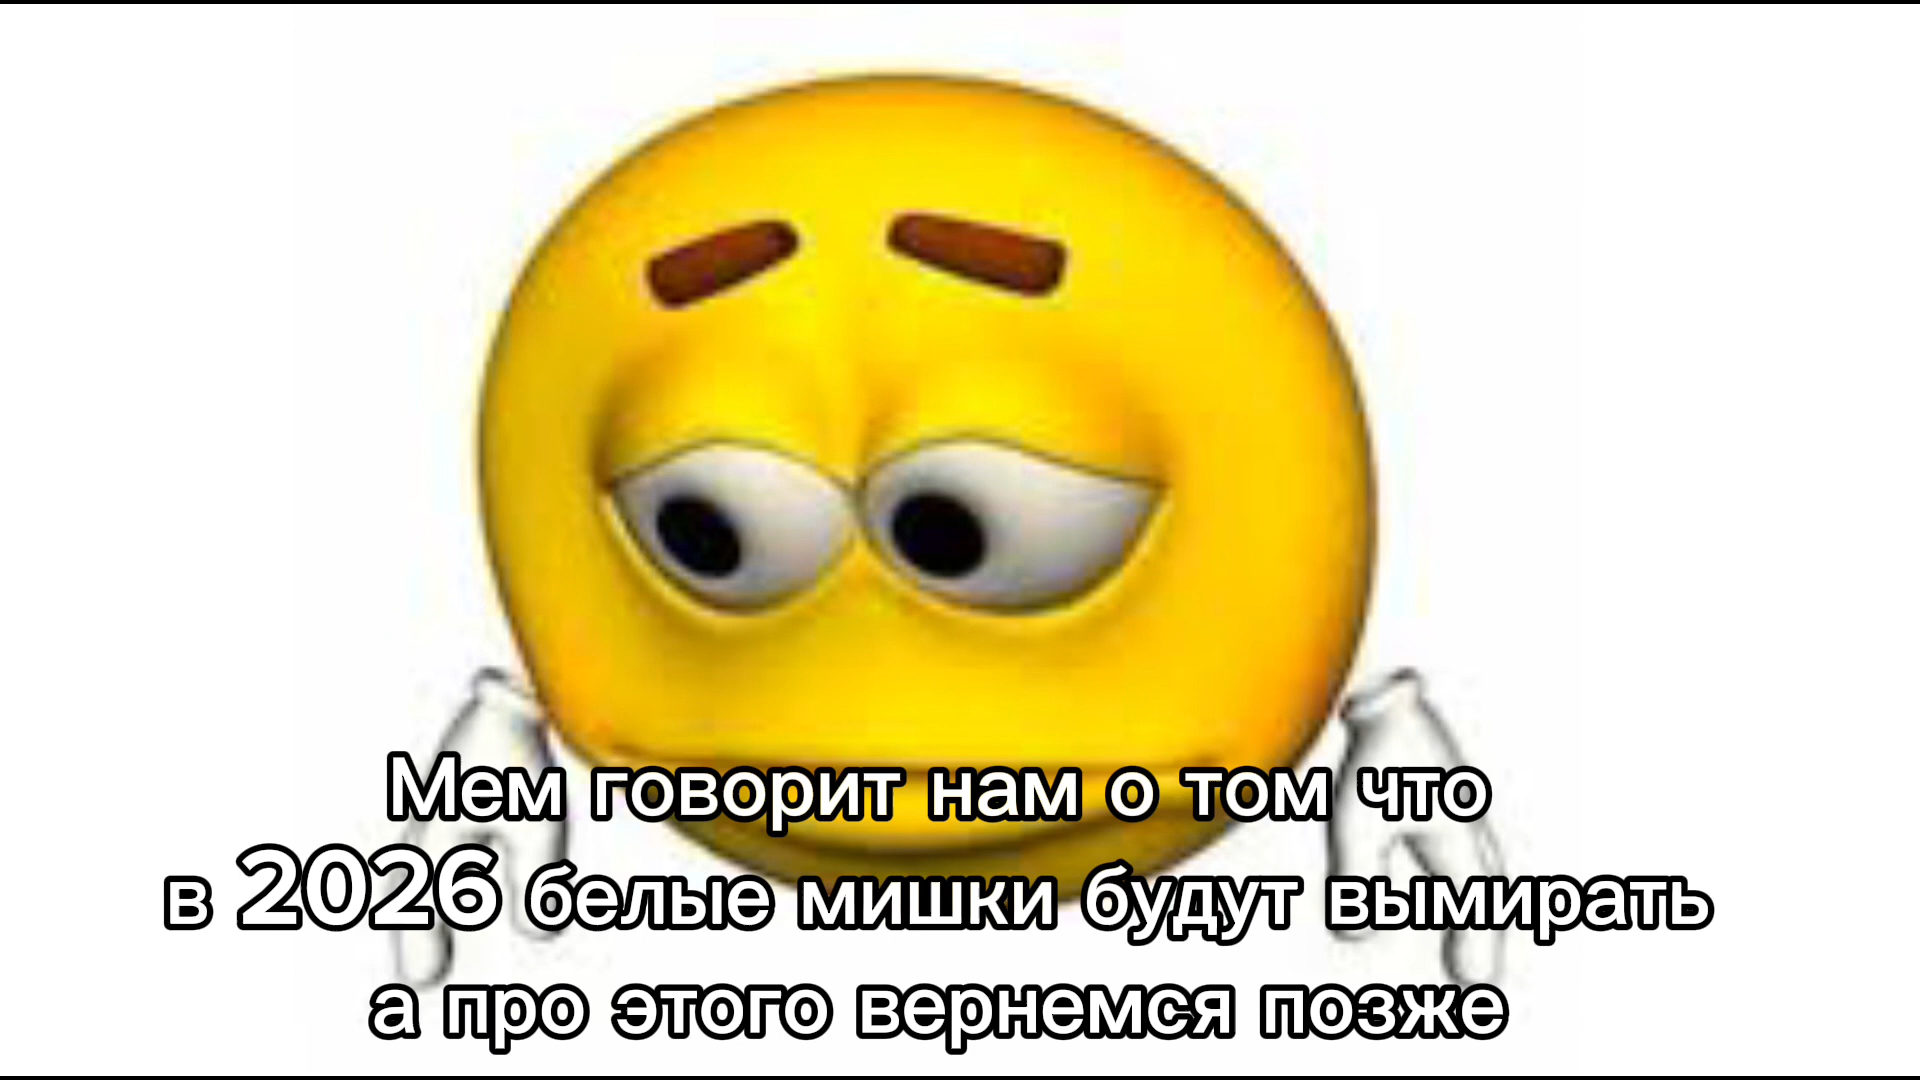 Мем говорит нам о том что
в 2026 белые мишки будут вымирать
а про этого вернемся позже